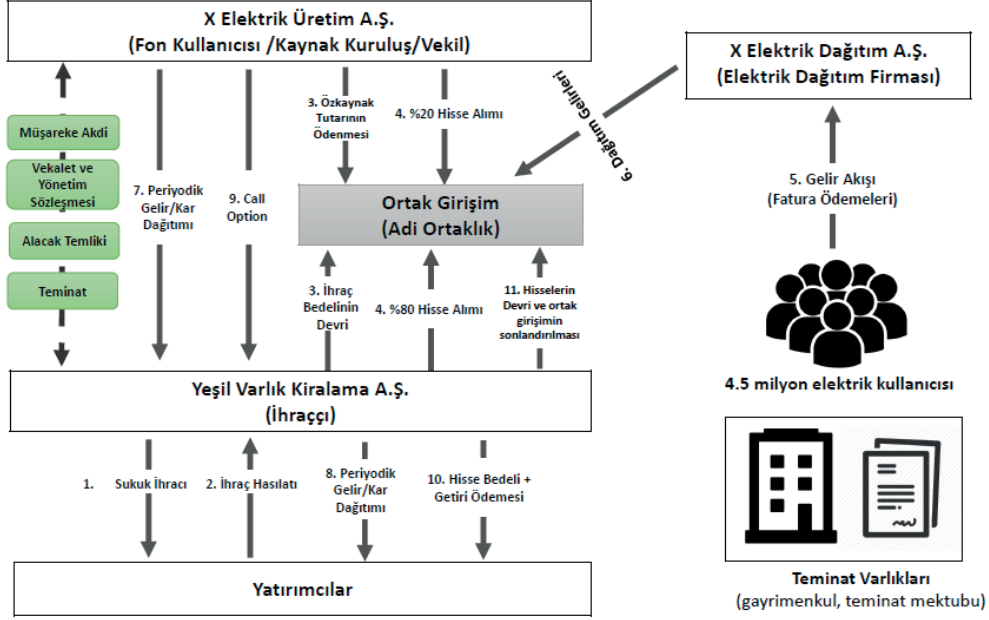 X Elektrik Üretim A.Ş.
(Fon Kullanıcısı /Kaynak Kuruluş/Vekil)
X Elektrik Dağıtım A.Ş.
(Elektrik Dağıtım Firması)
Müşareke Akdi
Vekalet ve
Yönetim
Sözleşmesi
Alacak Temliki
Teminat
7. Periyodik
Gelir/Kar
Dağıtımı
9. Call
Option
3. Özkaynak
Tutarının
Ödenmesi
4. %20 Hisse Alımı
6. Dağıtım Gelirleri
5. Gelir Akışı
(Fatura Ödemeleri)
Ortak Girişim
(Adi Ortaklık)
3. İhraç
Bedelinin
Devri
4. %80 Hisse Alımı
11. Hisselerin
Devri ve ortak
girişimin
sonlandırılması
4.5 milyon elektrik kullanıcısı
Yeşil Varlık Kiralama A.Ş.
(İhraççı)
1. Sukuk İhracı
2. İhraç Hasılatı
8. Periyodik
Gelir/Kar
Dağıtımı
10. Hisse Bedeli +
Getiri Ödemesi
Yatırımcılar
Teminat Varlıkları
(gayrimenkul, teminat mektubu)